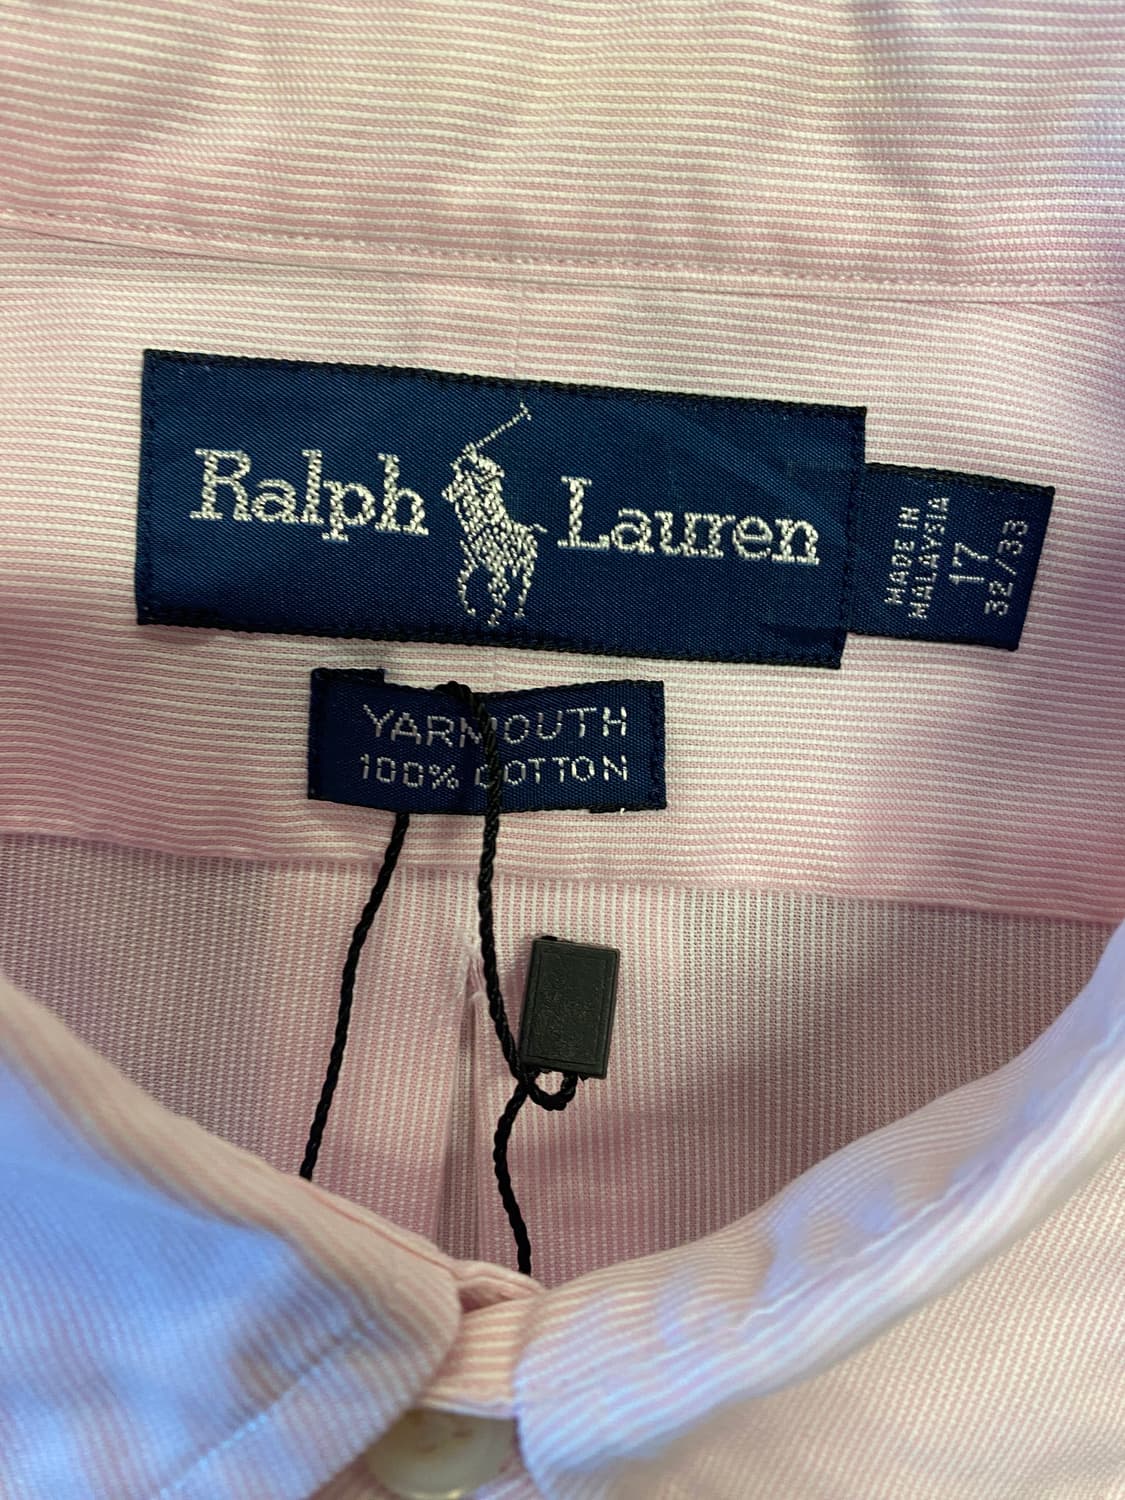 Ralph Lauren
MADE IN
MALAYSIA
17
32/33
YARMOUTH
100% COTTON